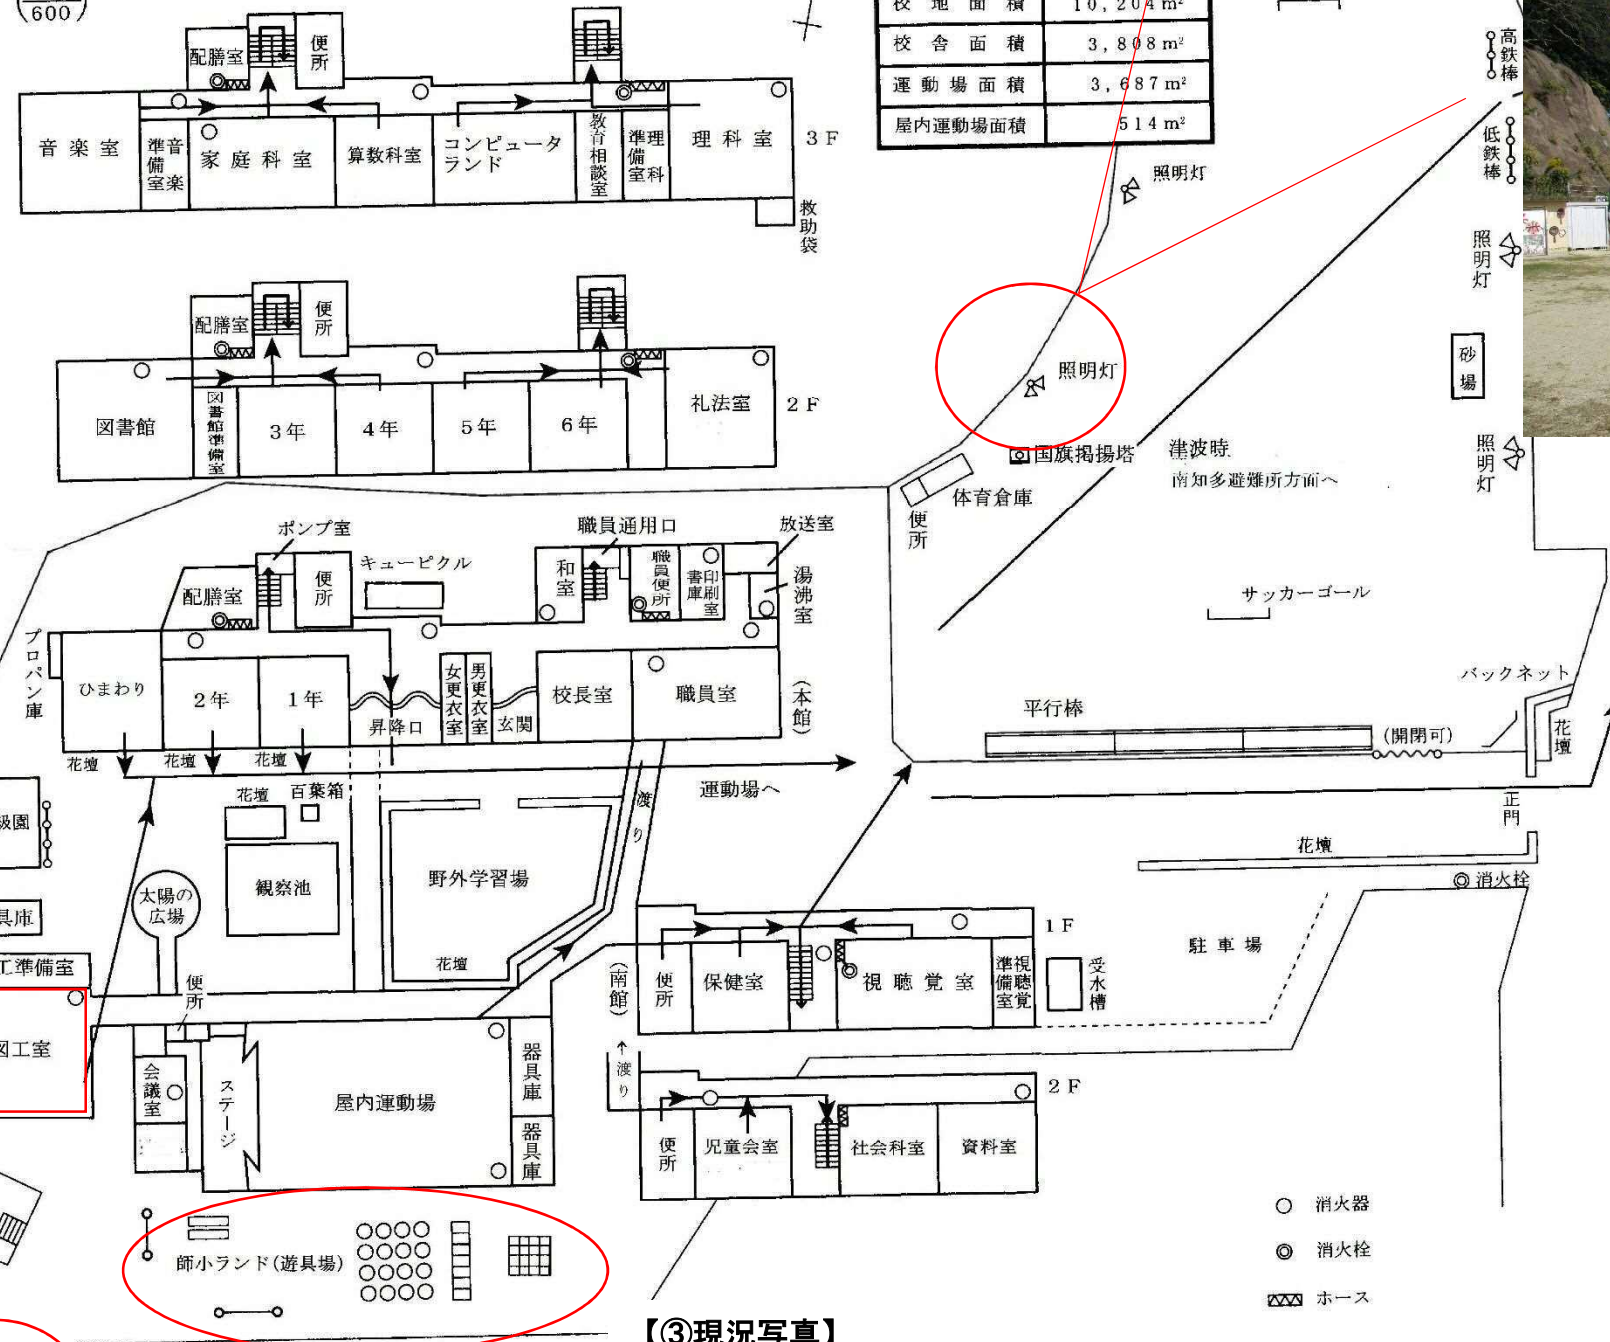 600
校地面積 10,204m²
校舎面積 3,808m²
運動場面積 3,687m²
屋内運動場面積 514m²
高鉄棒
低鉄棒
照明灯
照明灯
砂場
照明灯
照明灯
配膳室
便所
音楽室
音楽準備室
家庭科室
算数科室
コンピュータランド
教育相談室
理科準備室
理科室
3F
救助袋
配膳室
便所
図書館
図書館準備室
3年
4年
5年
6年
礼法室
2F
国旗掲揚塔
体育倉庫
便所
津波時
南知多避難所方面へ
サッカーゴール
バックネット
平行棒
(開閉可)
花壇
正門
花壇
消火栓
駐車場
ポンプ室
職員通用口
放送室
配膳室
便所
キュービクル
和室
職員便所
書庫
印刷室
湯沸室
プロパン庫
ひまわり
2年
1年
昇降口
女更衣室
男更衣室
玄関
校長室
職員室
(本館)
花壇
花壇
花壇
運動場へ
渡り
花壇
百葉箱
級園
観察池
野外学習場
花壇
太陽の広場
具庫
工準備室
便所
図工室
会議室
ステージ
屋内運動場
器具庫
器具庫
(南館)
便所
保健室
視聴覚室
視聴覚準備室
1F
受水槽
↑渡り
便所
児童会室
社会科室
資料室
2F
師小ランド(遊具場)
消火器
消火栓
ホース
【③現況写真】